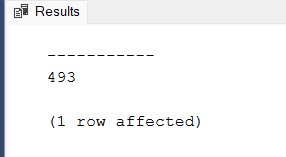 Results
-----------
493
(1 row affected)